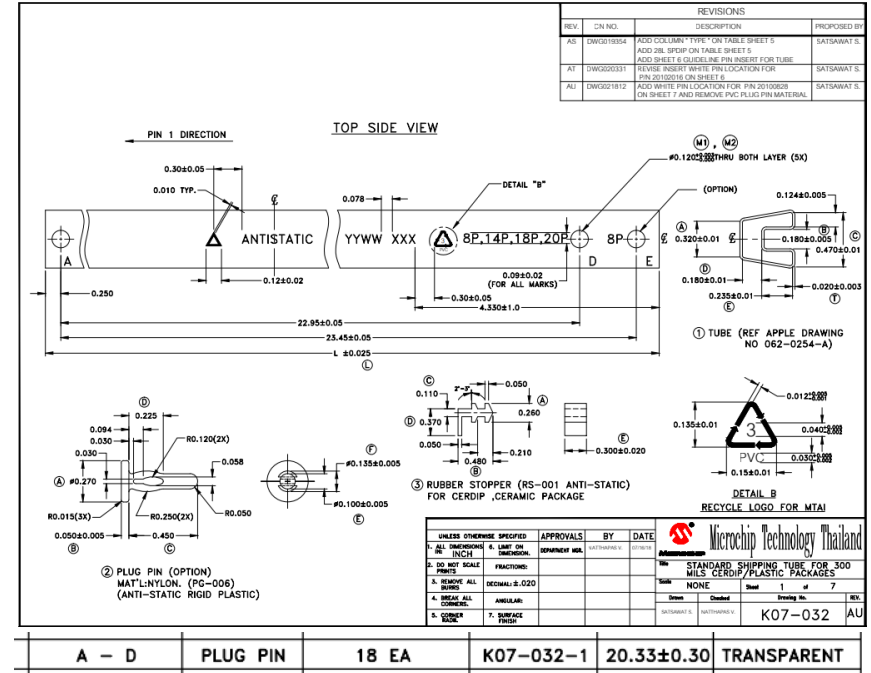 REVISIONS
REV. CN NO. DESCRIPTION PROPOSED BY
AS DWG019354 ADD COLUMN " TYPE " ON TABLE SHEET 5 SATSAWAT S.
ADD 28L SPDIP ON TABLE SHEET 5
ADD SHEET 6 GUIDELINE PIN INSERT FOR TUBE
AT DWG020331 REVISE INSERT WHITE PIN LOCATION FOR SATSAWAT S.
P/N 20102016 ON SHEET 6
AU DWG021812 ADD WHITE PIN LOCATION FOR P/N 20100828 SATSAWAT S.
ON SHEET 7 AND REMOVE PVC PLUG PIN MATERIAL
TOP SIDE VIEW
PIN 1 DIRECTION
M1 , M2
ø0.120 THRU BOTH LAYER (5X)
0.30±0.05
0.010 TYP.
0.078
DETAIL "B"
(OPTION)
0.124±0.005
A ANTISTATIC YYWW XXX 3 PVC 8P,14P,18P,20P D 8P E
0.250
0.12±0.02
0.09±0.02
(FOR ALL MARKS)
0.30±0.05
4.330±1.0
22.95±0.05
23.45±0.05
L ±0.025
L
A
0.320±0.01
B
0.180±0.005
C
0.470±0.01
D
0.180±0.01
0.235±0.01
E
0.020±0.003
T
1 TUBE (REF APPLE DRAWING
NO 062-0254-A)
D
0.225
0.094
0.030
0.030
R0.120(2X)
0.058
A ø0.270
R0.015(3X)
R0.250(2X)
R0.050
0.050±0.005
B
0.450
C
F
ø0.135±0.005
ø0.100±0.005
E
2 PLUG PIN (OPTION)
MAT'L:NYLON. (PG-006)
(ANTI-STATIC RIGID PLASTIC)
C
0.110
2°-3°
0.050
A
0.260
D 0.370
0.050
0.210
0.480
B
E
0.300±0.020
3 RUBBER STOPPER (RS-001 ANTI-STATIC)
FOR CERDIP ,CERAMIC PACKAGE
0.012
0.135±0.01
0.040
3
PVC
0.030
0.15±0.01
DETAIL B
RECYCLE LOGO FOR MTAI
UNLESS OTHERWISE SPECIFIED APPROVALS BY DATE
1. ALL DIMENSIONS IN: INCH
6. LIMIT ON DIMENSION.
DEPARTMENT MGR. NATTHAPAS V. 07/16/18
2. DO NOT SCALE PRINTS
FRACTIONS:
3. REMOVE ALL BURRS
DECIMAL: ±.020
4. BREAK ALL CORNERS.
ANGULAR:
5. CORNER RADII.
7. SURFACE FINISH
MICROCHIP
Microchip Technology Thailand
Title STANDARD SHIPPING TUBE FOR 300
MILS CERDIP/PLASTIC PACKAGES
Scale NONE Sheet 1 of 7
Drawn Checked Drawing No. REV.
SATSAWAT S. NATTHAPAS V. K07-032 AU
A - D PLUG PIN 18 EA K07-032-1 20.33±0.30 TRANSPARENT